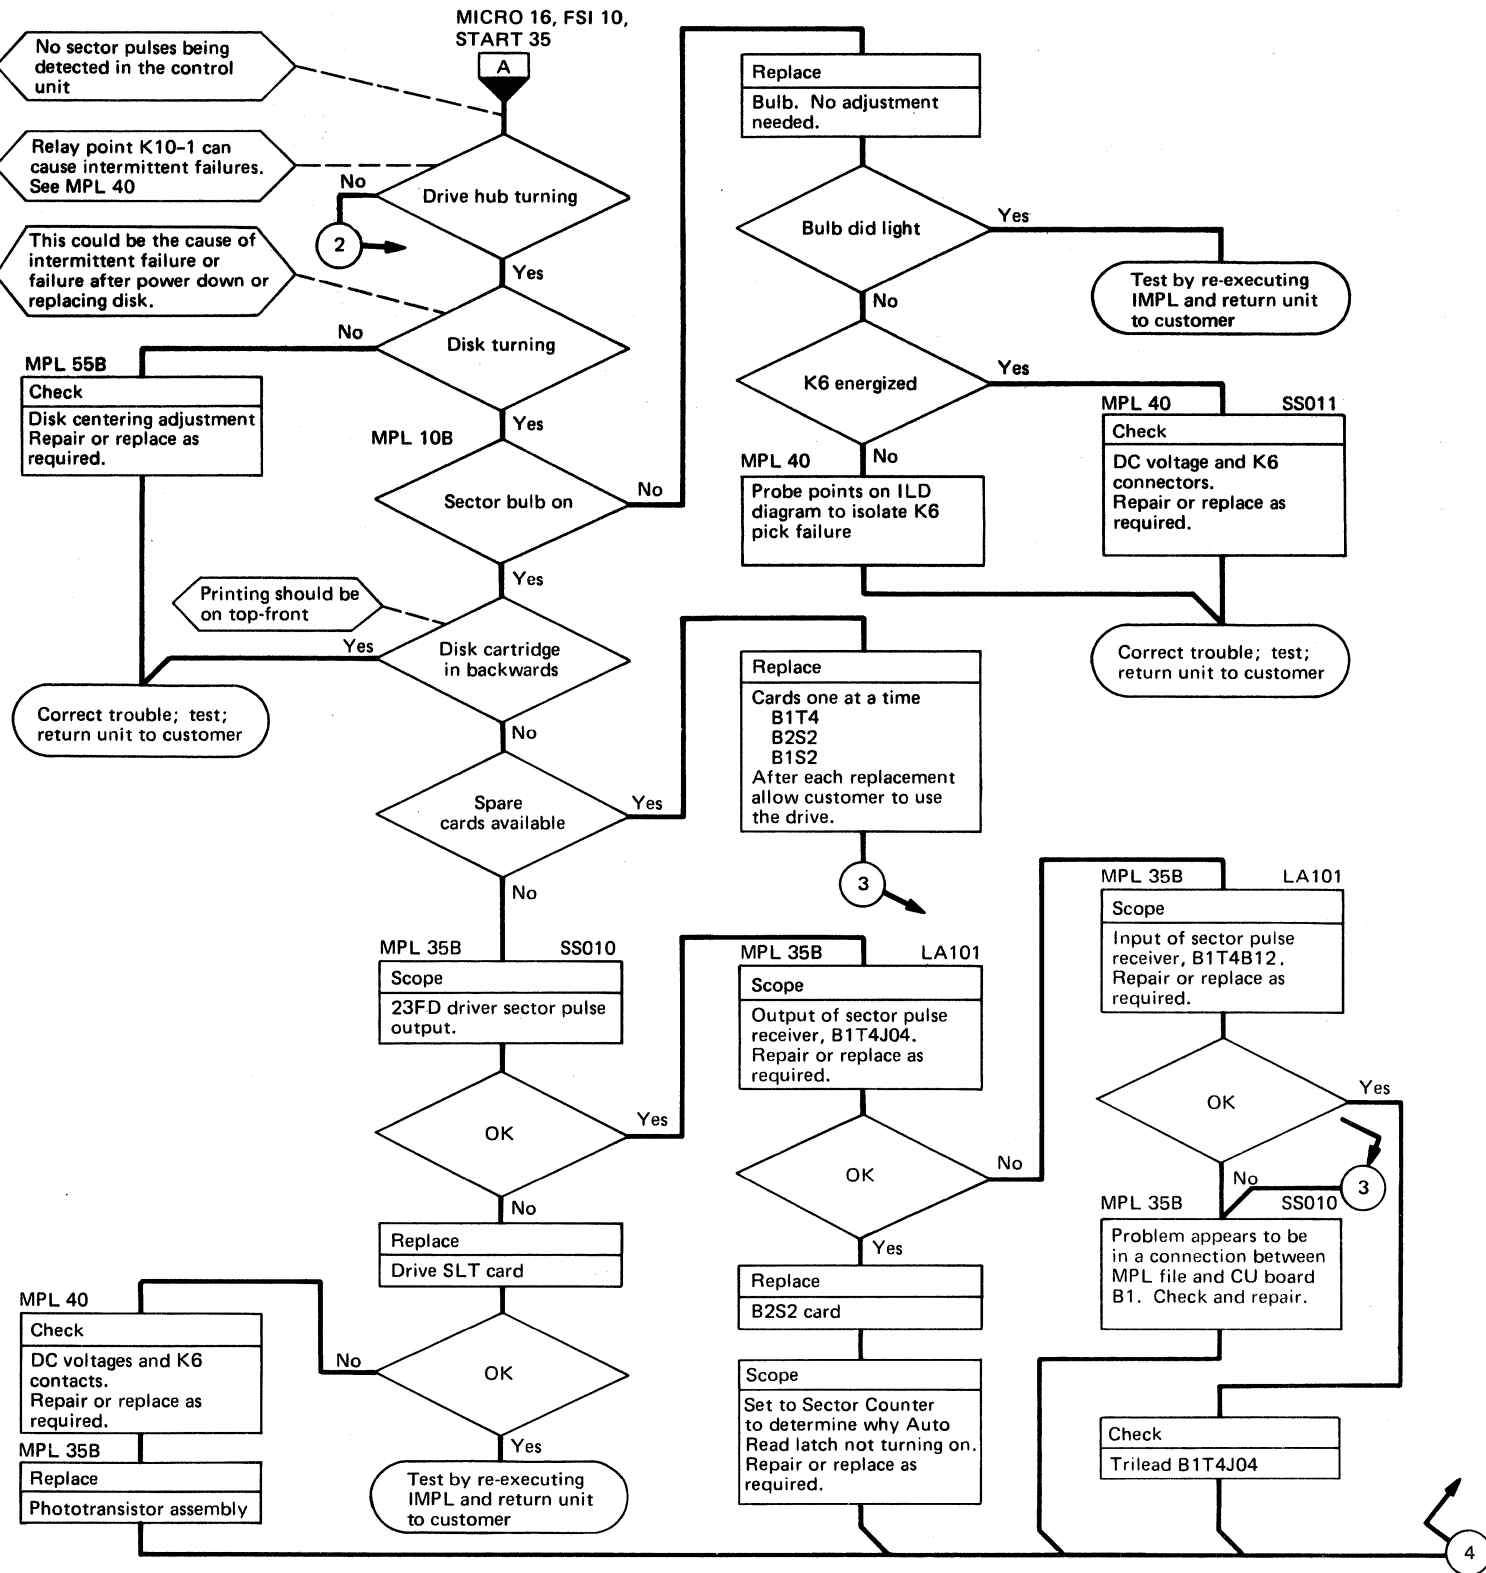 MICRO 16, FSI 10,
START 35
A
No sector pulses being
detected in the control
unit
Relay point K10-1 can
cause intermittent failures.
See MPL 40
No
Drive hub turning
2
Yes
This could be the cause of
intermittent failure or
failure after power down or
replacing disk.
No
Disk turning
MPL 55B
Check
Disk centering adjustment
Repair or replace as
required.
Yes
MPL 10B
Sector bulb on
No
Yes
Printing should be
on top-front
Yes
Disk cartridge
in backwards
Correct trouble; test;
return unit to customer
No
Spare
cards available
Yes
No
MPL 35B SS010
Scope
23FD driver sector pulse
output.
OK
Yes
No
Replace
Drive SLT card
OK
No
MPL 40
Check
DC voltages and K6
contacts.
Repair or replace as
required.
MPL 35B
Replace
Phototransistor assembly
Yes
Test by re-executing
IMPL and return unit
to customer
Replace
Bulb. No adjustment
needed.
Bulb did light
Yes
Test by re-executing
IMPL and return unit
to customer
No
K6 energized
Yes
MPL 40 SS011
Check
DC voltage and K6
connectors.
Repair or replace as
required.
No
MPL 40
Probe points on ILD
diagram to isolate K6
pick failure
Correct trouble; test;
return unit to customer
Replace
Cards one at a time
B1T4
B2S2
B1S2
After each replacement
allow customer to use
the drive.
3
MPL 35B LA101
Scope
Output of sector pulse
receiver, B1T4J04.
Repair or replace as
required.
OK
No
Yes
Replace
B2S2 card
Scope
Set to Sector Counter
to determine why Auto
Read latch not turning on.
Repair or replace as
required.
MPL 35B LA101
Scope
Input of sector pulse
receiver, B1T4B12.
Repair or replace as
required.
OK
Yes
No
3
MPL 35B SS010
Problem appears to be
in a connection between
MPL file and CU board
B1. Check and repair.
Check
Trilead B1T4J04
4